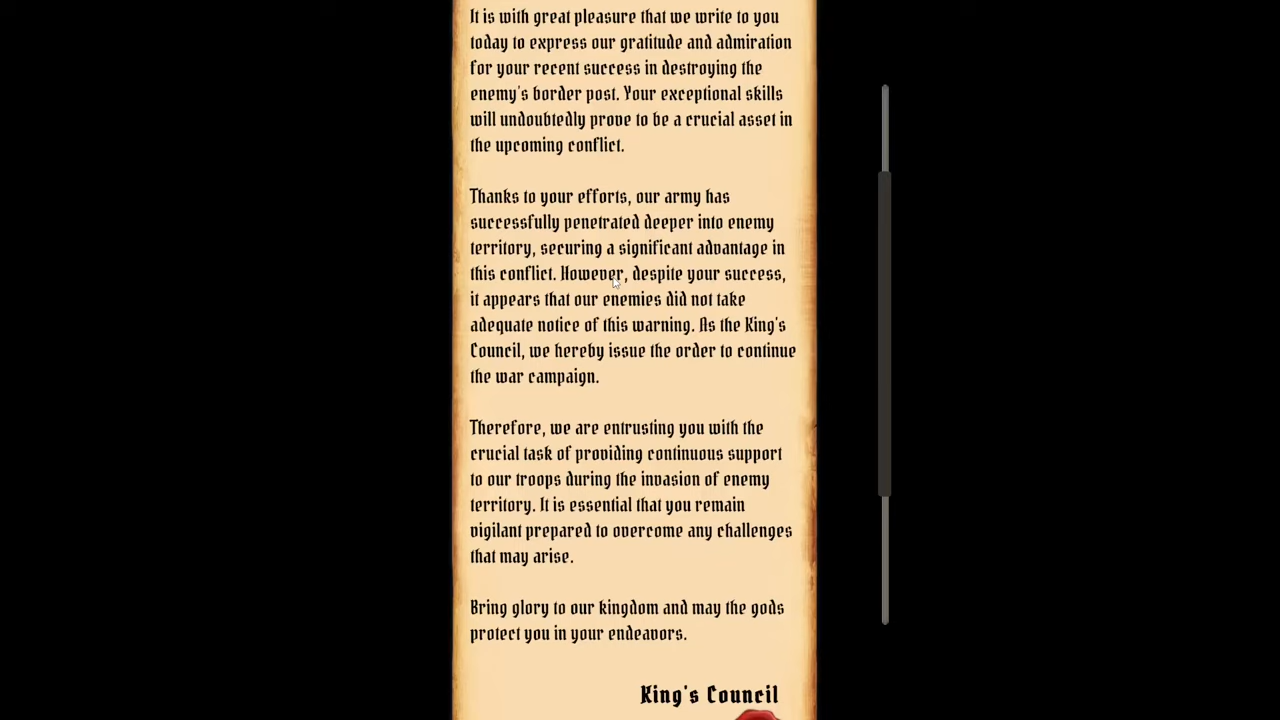 It is with great pleasure that we write to you
today to express our gratitude and admiration
for your recent success in destroying the
enemy's border post. Your exceptional skills
will undoubtedly prove to be a crucial asset in
the upcoming conflict.
Thanks to your efforts, our army has
successfully penetrated deeper into enemy
territory, securing a significant advantage in
this conflict. However, despite your success,
it appears that our enemies did not take
adequate notice of this warning. As the King's
Council, we hereby issue the order to continue
the war campaign.
Therefore, we are entrusting you with the
crucial task of providing continuous support
to our troops during the invasion of enemy
territory. It is essential that you remain
vigilant prepared to overcome any challenges
that may arise.
Bring glory to our kingdom and may the gods
protect you in your endeavors.
King's Council